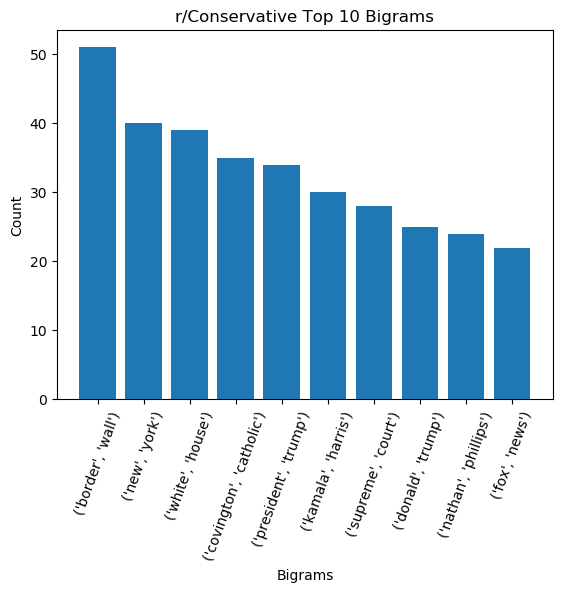 r/Conservative Top 10 Bigrams
50
40
30
20
10
0
Count
('border', 'wall')
('new', 'york')
('white', 'house')
('covington', 'catholic')
('president', 'trump')
('kamala', 'harris')
('supreme', 'court')
('donald', 'trump')
('nathan', 'phillips')
('fox', 'news')
Bigrams